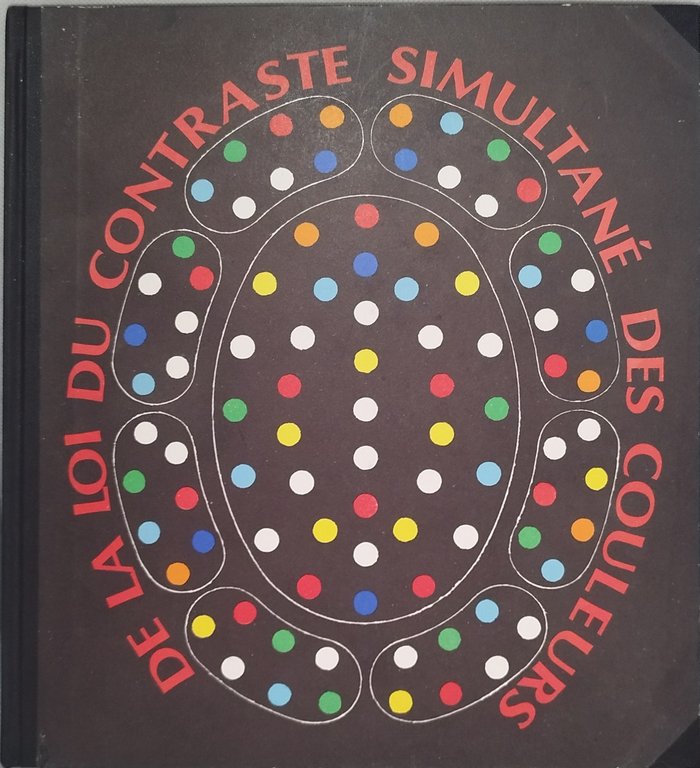 DE LA LOI DU CONTRASTE SIMULTANÉ DES COULEURS